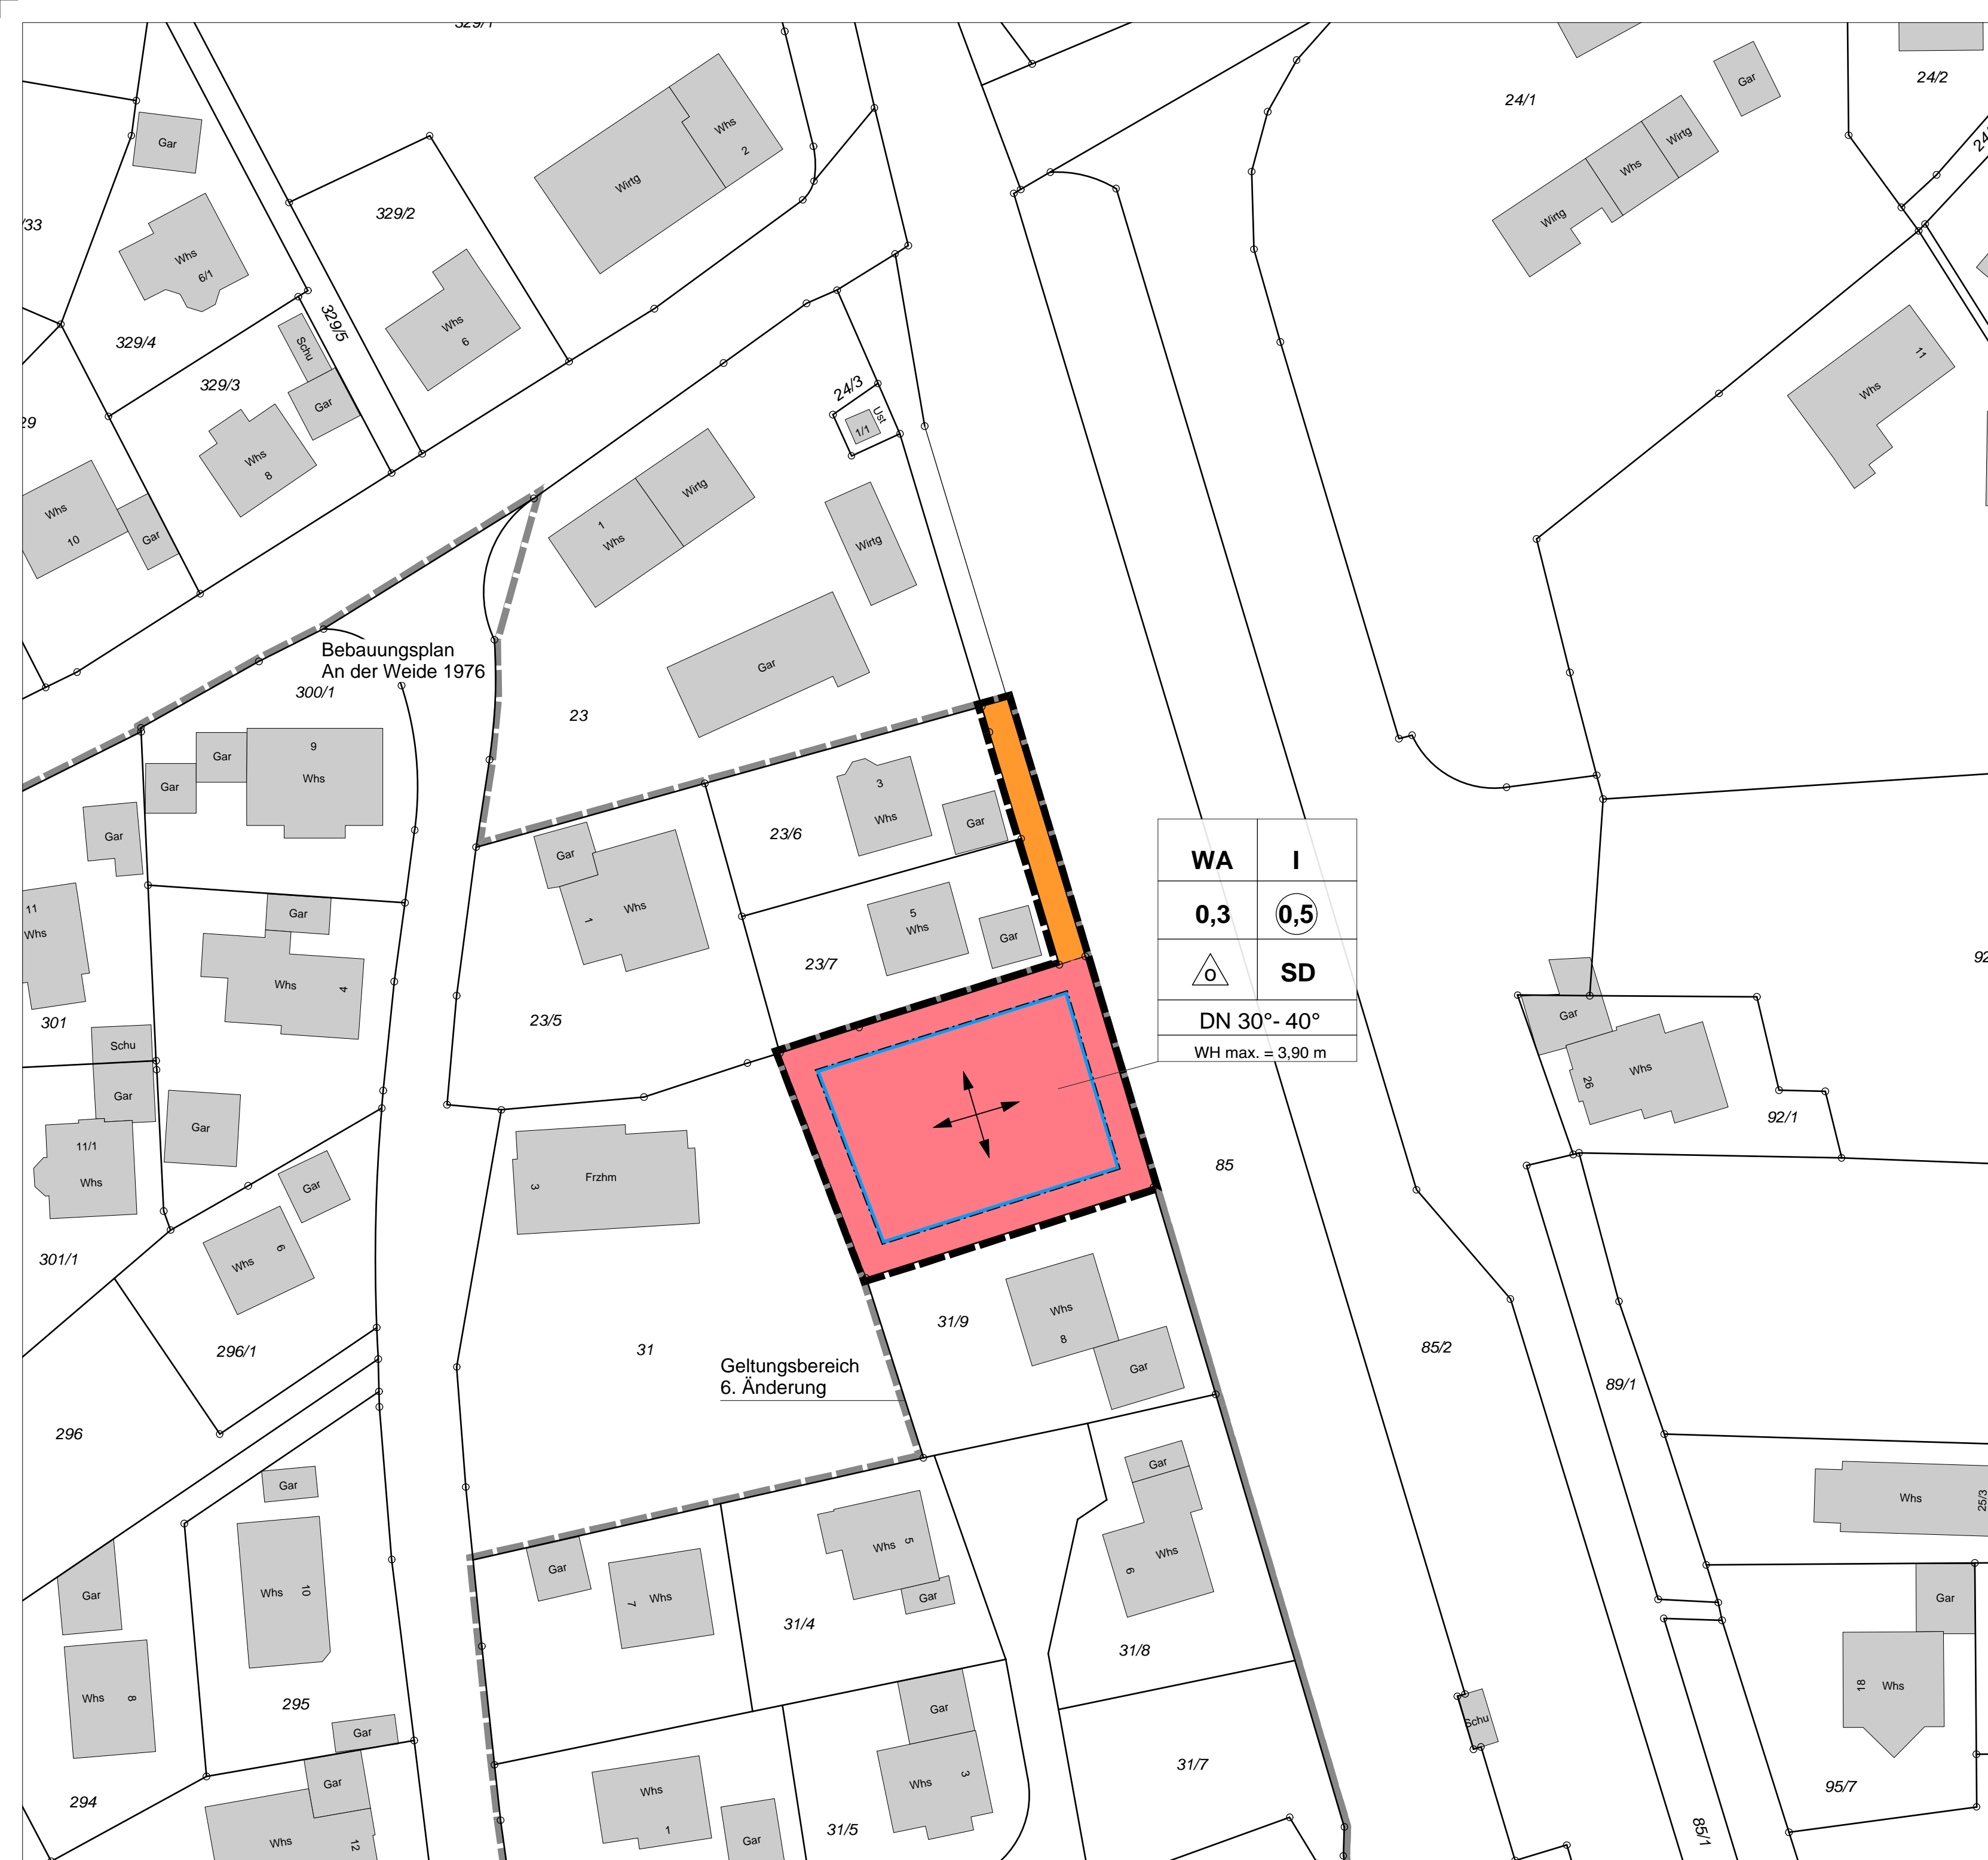 329/1
24/2
Gar
24/1
Whs
2
Wirtg
Gar
Wirtg
Whs
Wirtg
329/2
Whs
6/1
329/5
Whs
6
329/4
Schu
329/3
Gar
Whs
8
24/3
Ust
1/1
Whs
11
Whs
10
Gar
1
Whs
Wirtg
Wirtg
Bebauungsplan
An der Weide 1976
300/1
Gar
23
9
Whs
Gar
Gar
Gar
23/6
3
Whs
Gar
WA
I
0,3
0,5
o
SD
DN 30°- 40°
WH max. = 3,90 m
Gar
1
Whs
11
Whs
Gar
Whs
4
5
Whs
Gar
23/7
23/5
301
Schu
Gar
Gar
11/1
Whs
Gar
Whs
26
92/1
Frzhm
3
85
Gar
Whs
6
301/1
31/9
Whs
8
Gar
296/1
31
85/2
Geltungsbereich
6. Änderung
89/1
296
Gar
Gar
Whs
25/3
Whs
10
Gar
Gar
Whs
7
Whs
5
Gar
Whs
6
Gar
31/4
31/8
Whs
8
295
Gar
Whs
18
Schu
Gar
Gar
Whs
12
294
Whs
1
Gar
Whs
3
31/5
31/7
95/7
85/1